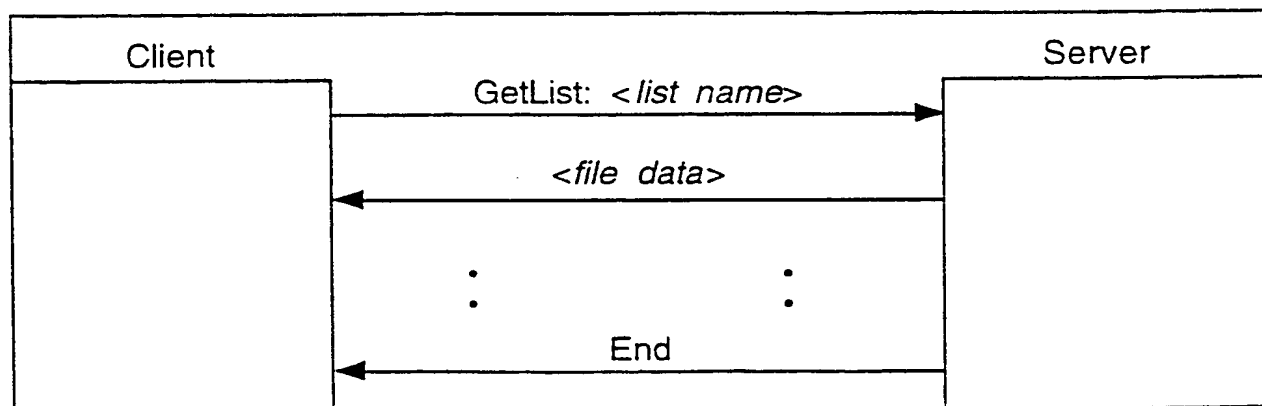 Client
Server
GetList: <list name>
<file data>
End